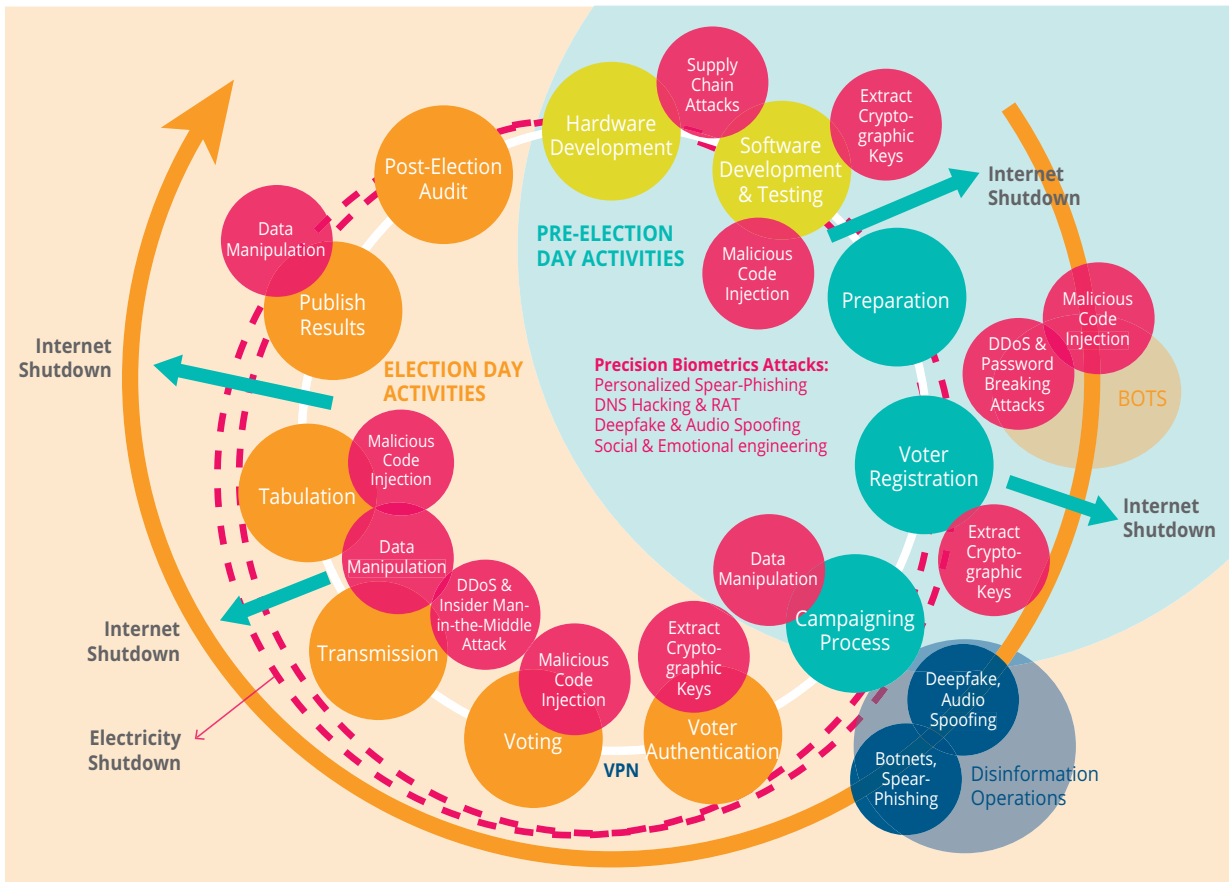 Hardware
Development
Supply
Chain
Attacks
Software
Development
& Testing
Extract
Crypto-
graphic
Keys
Internet
Shutdown
Malicious
Code
Injection
PRE-ELECTION
DAY ACTIVITIES
Preparation
Malicious
Code
Injection
DDoS &
Password
Breaking
Attacks
BOTS
Precision Biometrics Attacks:
Personalized Spear-Phishing
DNS Hacking & RAT
Deepfake & Audio Spoofing
Social & Emotional engineering
Voter
Registration
Internet
Shutdown
Extract
Crypto-
graphic
Keys
Data
Manipulation
Campaigning
Process
Deepfake,
Audio
Spoofing
Botnets,
Spear-
Phishing
Disinformation
Operations
Extract
Crypto-
graphic
Keys
Voter
Authentication
VPN
Malicious
Code
Injection
Voting
DDoS &
Insider Man-
in-the-Middle
Attack
Data
Manipulation
Transmission
Internet
Shutdown
Electricity
Shutdown
Malicious
Code
Injection
Tabulation
ELECTION DAY
ACTIVITIES
Internet
Shutdown
Data
Manipulation
Publish
Results
Post-Election
Audit